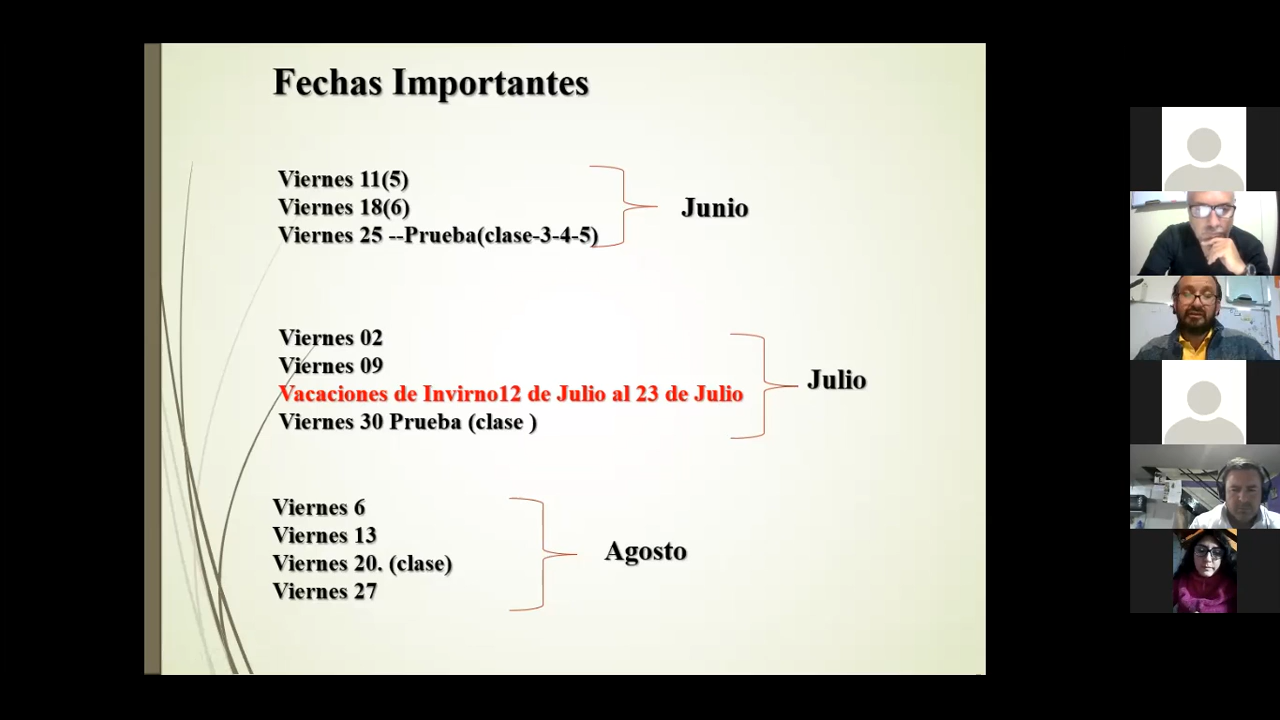 Fechas Importantes
Viernes 11(5)
Viernes 18(6)
Viernes 25 --Prueba(clase-3-4-5)
Junio
Viernes 02
Viernes 09
Vacaciones de Invirno12 de Julio al 23 de Julio
Viernes 30 Prueba (clase )
Julio
Viernes 6
Viernes 13
Viernes 20. (clase)
Viernes 27
Agosto